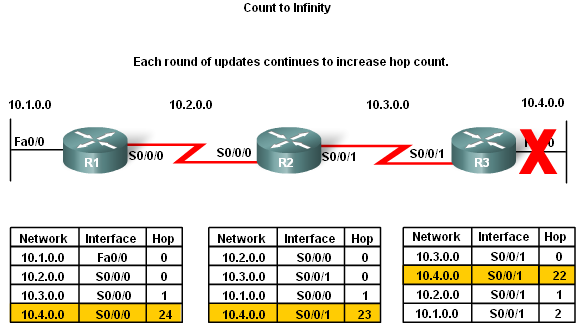 Count to Infinity
Each round of updates continues to increase hop count.
10.1.0.0 10.2.0.0 10.3.0.0 10.4.0.0
Fa0/0 R1 S0/0/0 S0/0/0 R2 S0/0/1 S0/0/1 R3
Network Interface Hop
10.1.0.0 Fa0/0 0
10.2.0.0 S0/0/0 0
10.3.0.0 S0/0/0 1
10.4.0.0 S0/0/0 24
Network Interface Hop
10.2.0.0 S0/0/0 0
10.3.0.0 S0/0/1 0
10.1.0.0 S0/0/0 1
10.4.0.0 S0/0/1 23
Network Interface Hop
10.3.0.0 S0/0/1 0
10.4.0.0 S0/0/1 22
10.2.0.0 S0/0/1 1
10.1.0.0 S0/0/1 2